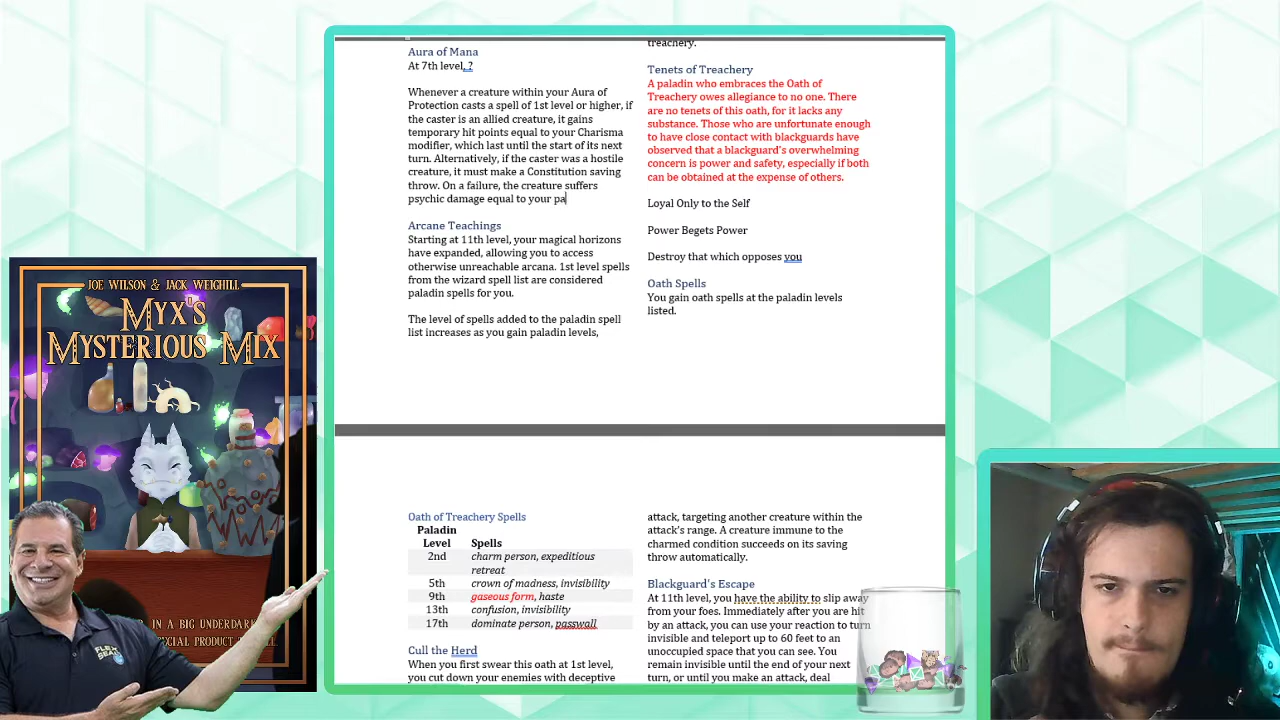 JOE WILSON & JACK WEIGHILL
MYX'S
MYSTERIOUS MIX
IN A BIG UNDERDAR
Aura of Mana
At 7th level, ?
Whenever a creature within your Aura of
Protection casts a spell of 1st level or higher, if
the caster is an allied creature, it gains
temporary hit points equal to your Charisma
modifier, which last until the start of its next
turn. Alternatively, if the caster was a hostile
creature, it must make a Constitution saving
throw. On a failure, the creature suffers
psychic damage equal to your pa
Arcane Teachings
Starting at 11th level, your magical horizons
have expanded, allowing you to access
otherwise unreachable arcana. 1st level spells
from the wizard spell list are considered
paladin spells for you.
The level of spells added to the paladin spell
list increases as you gain paladin levels,
treachery.
Tenets of Treachery
A paladin who embraces the Oath of
Treachery owes allegiance to no one. There
are no tenets of this oath, for it lacks any
substance. Those who are unfortunate enough
to have close contact with blackguards have
observed that a blackguard's overwhelming
concern is power and safety, especially if both
can be obtained at the expense of others.
Loyal Only to the Self
Power Begets Power
Destroy that which opposes you
Oath Spells
You gain oath spells at the paladin levels
listed.
Oath of Treachery Spells
Paladin
Level Spells
2nd charm person, expeditious
retreat
5th crown of madness, invisibility
9th gaseous form, haste
13th confusion, invisibility
17th dominate person, passwall
Cull the Herd
When you first swear this oath at 1st level,
you cut down your enemies with deceptive
attack, targeting another creature within the
attack's range. A creature immune to the
charmed condition succeeds on its saving
throw automatically.
Blackguard's Escape
At 11th level, you have the ability to slip away
from your foes. Immediately after you are hit
by an attack, you can use your reaction to turn
invisible and teleport up to 60 feet to an
unoccupied space that you can see. You
remain invisible until the end of your next
turn, or until you make an attack, deal